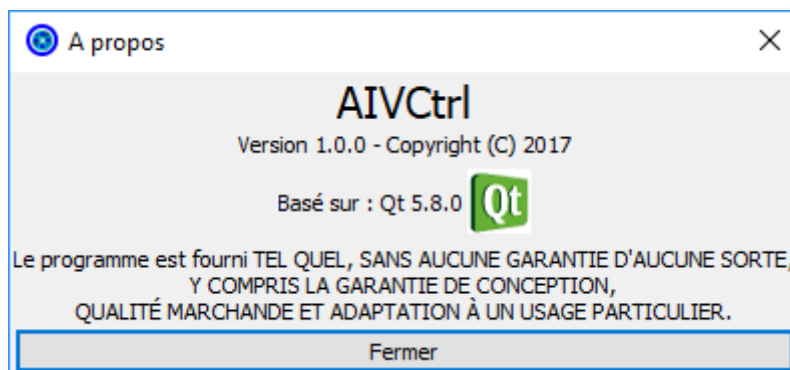 A propos
AIVCtrl
Version 1.0.0 - Copyright (C) 2017
Basé sur : Qt 5.8.0 Qt
Le programme est fourni TEL QUEL, SANS AUCUNE GARANTIE D'AUCUNE SORTE,
Y COMPRIS LA GARANTIE DE CONCEPTION,
QUALITÉ MARCHANDE ET ADAPTATION À UN USAGE PARTICULIER.
Fermer